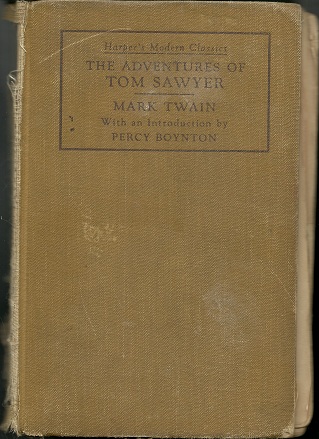 Harper's Modern Classics
THE ADVENTURES OF
TOM SAWYER
MARK TWAIN
With an Introduction by
PERCY BOYNTON